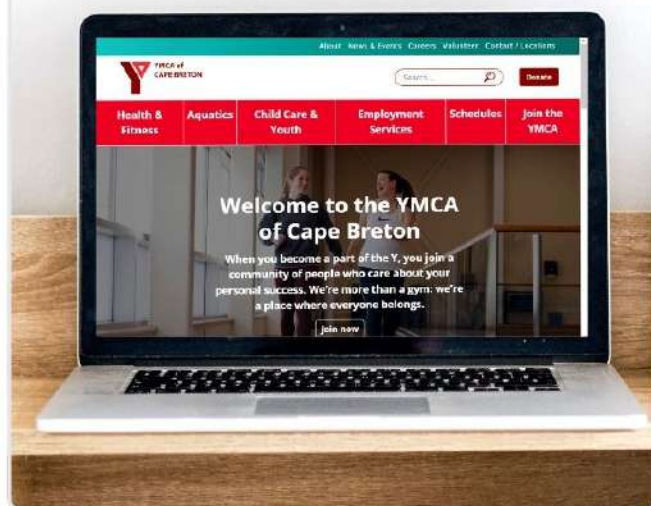 About News & Events Careers Volunteer Contact / Locations
YMCA of
CAPE BRETON
Search...
Donate
Health &
Fitness
Aquatics
Child Care &
Youth
Employment
Services
Schedules
Join the
YMCA
Welcome to the YMCA
of Cape Breton
When you become a part of the Y, you join a
community of people who care about your
personal success. We're more than a gym: we're
a place where everyone belongs.
Join now